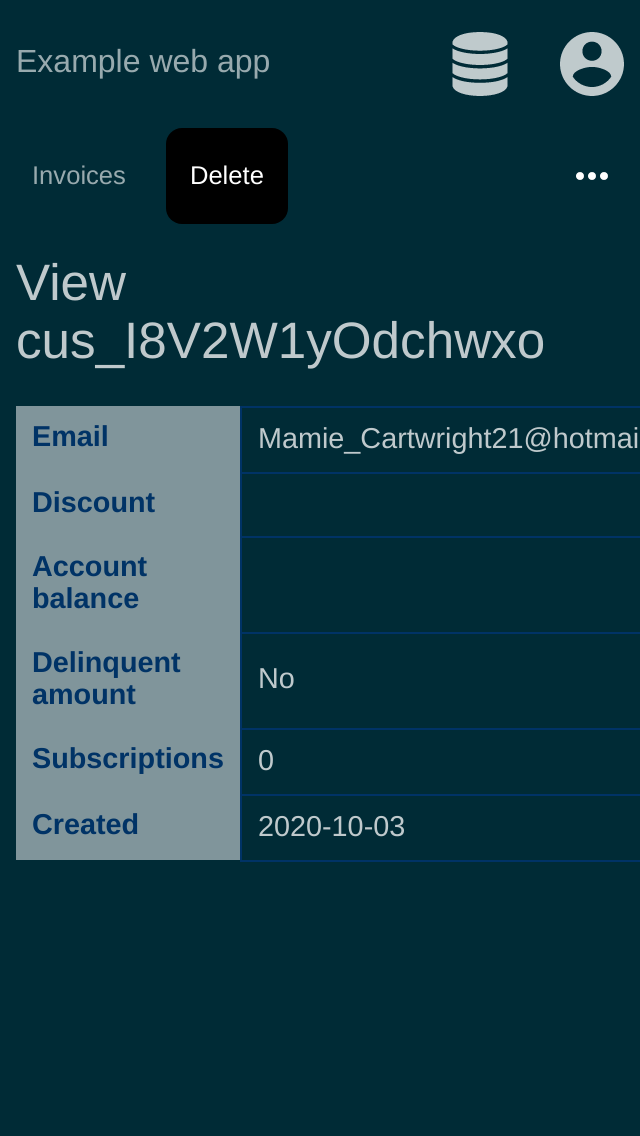 Example web app
Invoices Delete
View
cus_I8V2W1yOdchwxo
Email Mamie_Cartwright21@hotmai
Discount
Account
balance
Delinquent
amount No
Subscriptions 0
Created 2020-10-03